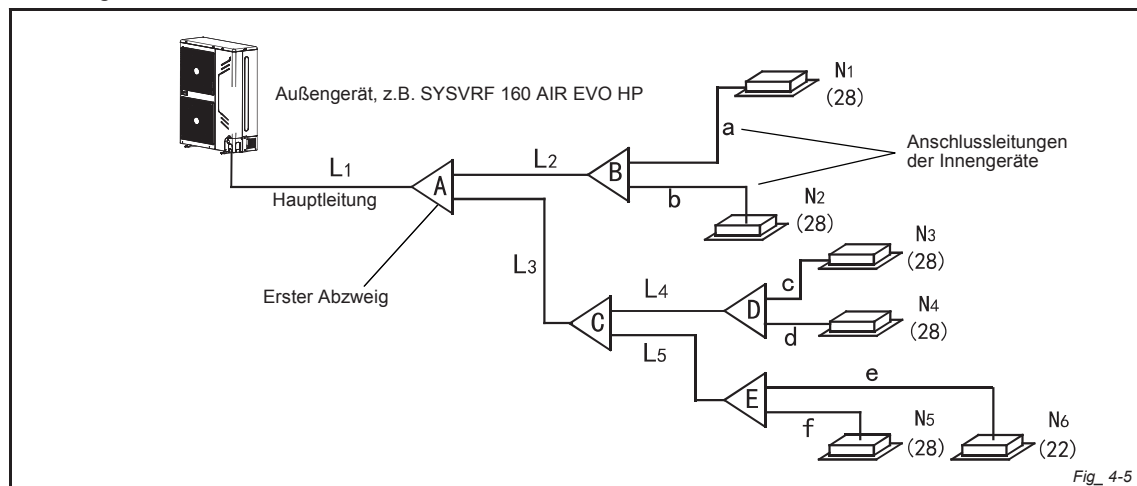 Außengerät, z.B. SYSVRF 160 AIR EVO HP
N1
(28)
a
Anschlussleitungen
der Innengeräte
L1
Hauptleitung
A
L2
B
b
N2
(28)
N3
(28)
L3
c
Erster Abzweig
L4
D
N4
(28)
C
d
L5
e
E
f
N5
(28)
N6
(22)
Fig_ 4-5